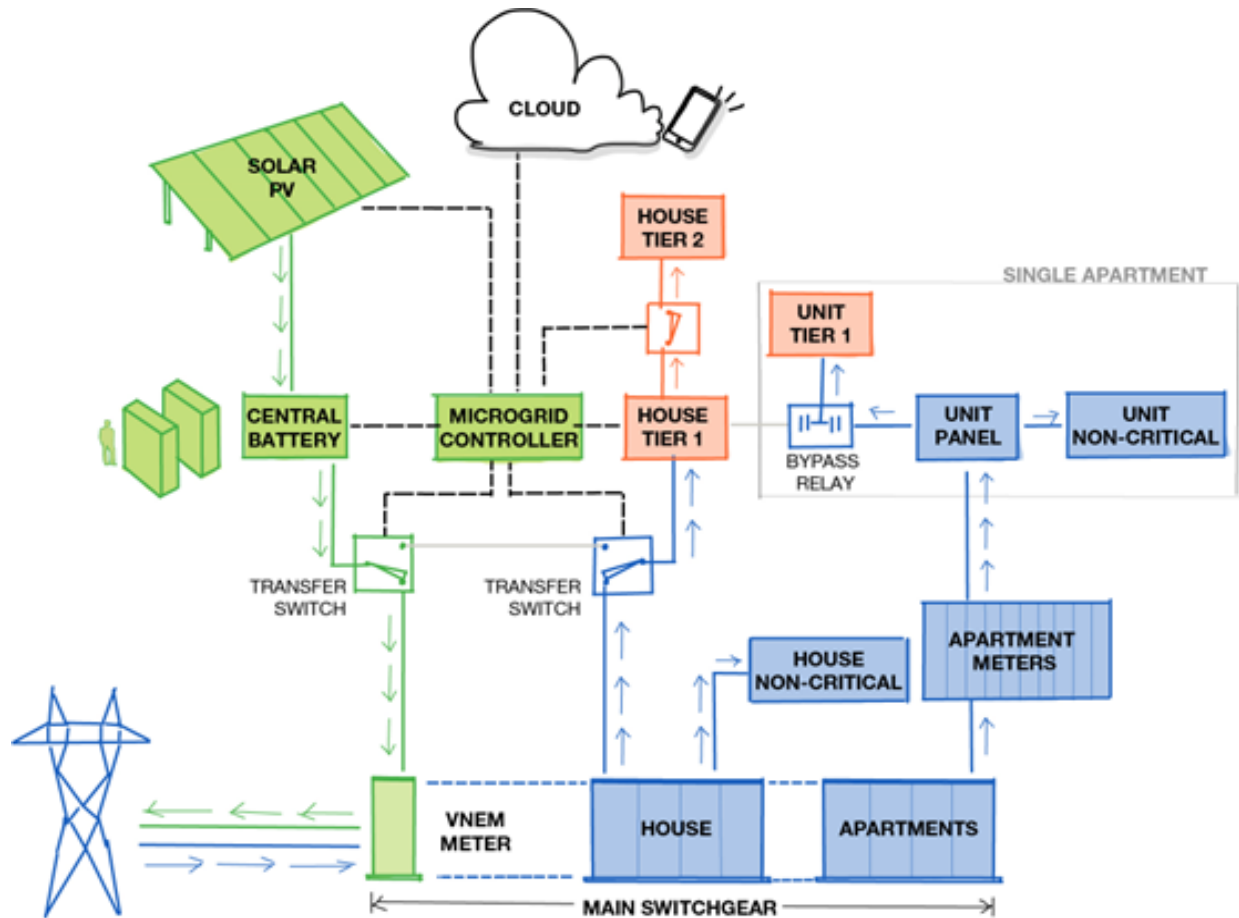 CLOUD
SOLAR
PV
HOUSE
TIER 2
SINGLE APARTMENT
UNIT
TIER 1
CENTRAL
BATTERY
MICROGRID
CONTROLLER
HOUSE
TIER 1
UNIT
PANEL
UNIT
NON-CRITICAL
BYPASS
RELAY
TRANSFER
SWITCH
TRANSFER
SWITCH
HOUSE
NON-CRITICAL
APARTMENT
METERS
VNEM
METER
HOUSE
APARTMENTS
MAIN SWITCHGEAR